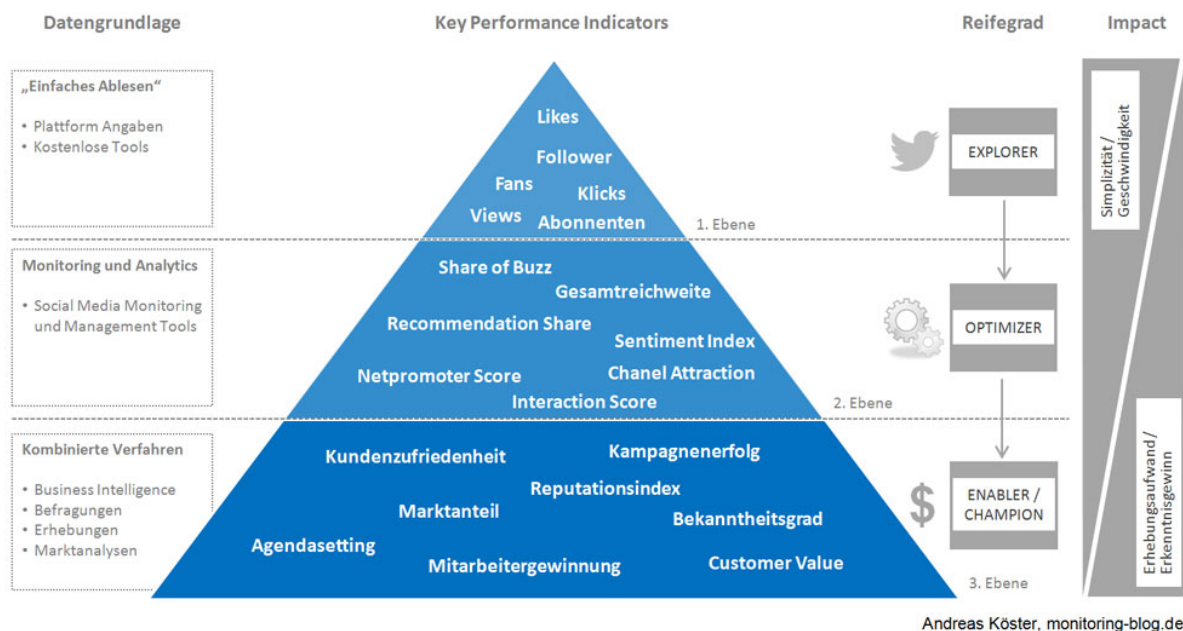 Datengrundlage
Key Performance Indicators
Reifegrad
Impact
„Einfaches Ablesen“
• Plattform Angaben
• Kostenlose Tools
Likes
Follower
Fans
Klicks
Views
Abonnenten
1. Ebene
EXPLORER
Simplizität/
Geschwindigkeit
Monitoring und Analytics
• Social Media Monitoring
und Management Tools
Share of Buzz
Gesamtreichweite
Recommendation Share
Sentiment Index
Netpromoter Score
Chanel Attraction
Interaction Score
2. Ebene
OPTIMIZER
Kombinierte Verfahren
• Business Intelligence
• Befragungen
• Erhebungen
• Marktanalysen
Kundenzufriedenheit
Kampagnenerfolg
Reputationsindex
Marktanteil
Bekanntheitsgrad
Agendasetting
Mitarbeitergewinnung
Customer Value
3. Ebene
$
ENABLER /
CHAMPION
Erhebungsaufwand/
Erkenntnisgewinn
Andreas Köster, monitoring-blog.de